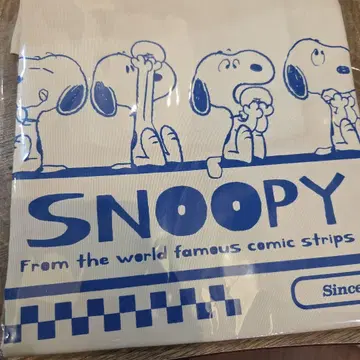 SNOOPY
From the world famous comic strips
Since